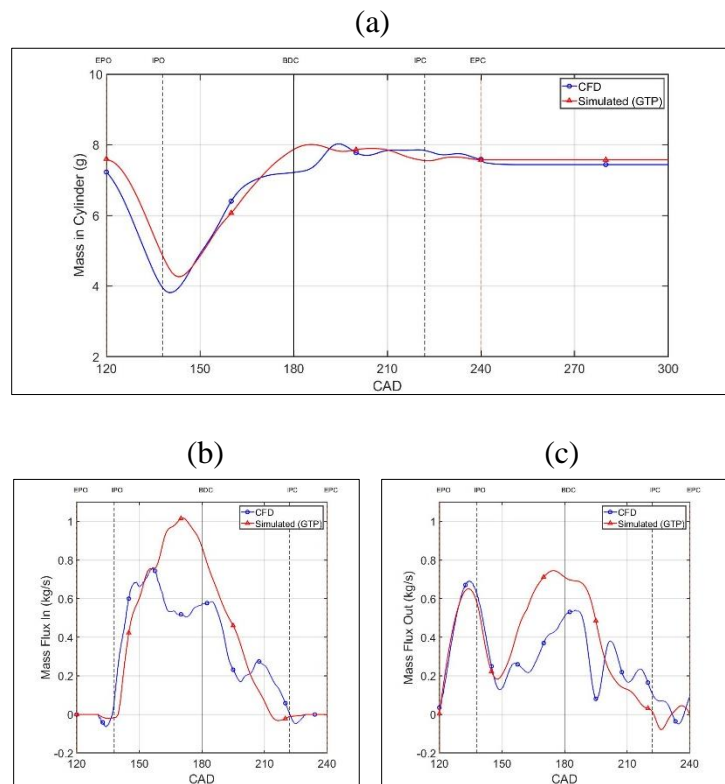 (a)
EPO IPO BDC IPC EPC
10
8
6
4
2
Mass in Cylinder (g)
CFD
Simulated (GTP)
120 150 180 210 240 270 300
CAD
(b)
EPO IPO BDC IPC EPC
1
0.8
0.6
0.4
0.2
0
-0.2
Mass Flux In (kg/s)
CFD
Simulated (GTP)
120 150 180 210 240
CAD
(c)
EPO IPO BDC IPC EPC
1
0.8
0.6
0.4
0.2
0
-0.2
Mass Flux Out (kg/s)
CFD
Simulated (GTP)
120 150 180 210 240
CAD